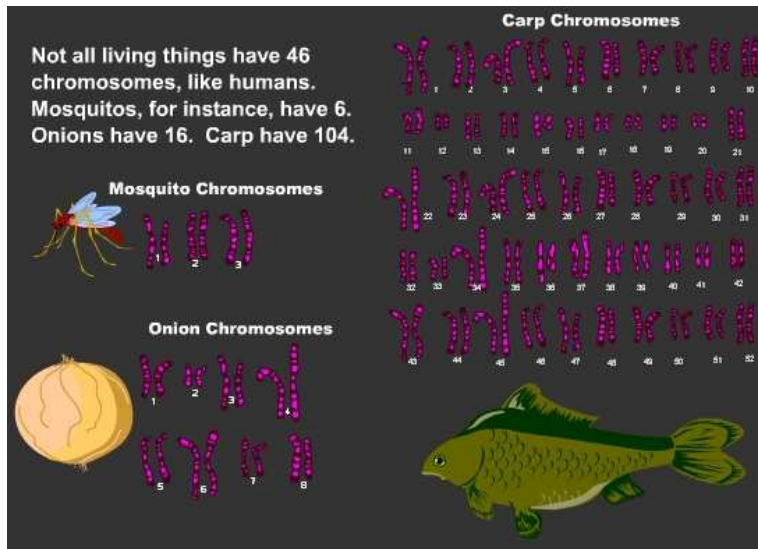 Not all living things have 46
chromosomes, like humans.
Mosquitos, for instance, have 6.
Onions have 16.  Carp have 104.
Mosquito Chromosomes
1 2 3
Onion Chromosomes
1 2 3 4
5 6 7 8
Carp Chromosomes
1 2 3 4 5 6 7 8 9 10
11 12 13 14 15 16 17 18 19 20 21
22 23 24 25 26 27 28 29 30 31
32 33 34 35 36 37 38 39 40 41 42
43 44 45 46 47 48 49 50 51 52